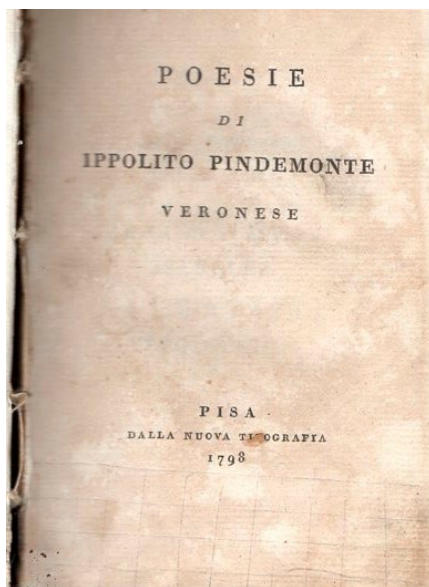 POESIE
DI
IPPOLITO PINDEMONTE
VERONESE
PISA
DALLA NUOVA TIPOGRAFIA
1798